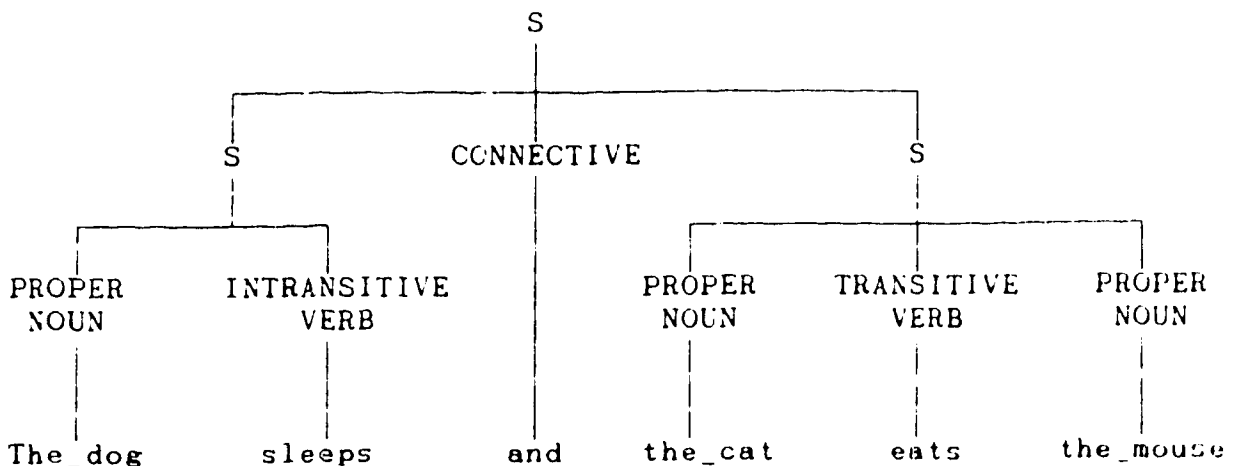 S
S CONNECTIVE S
PROPER INTRANSITIVE PROPER TRANSITIVE PROPER
NOUN VERB NOUN VERB NOUN
The_dog sleeps and the_cat eats the_mouse